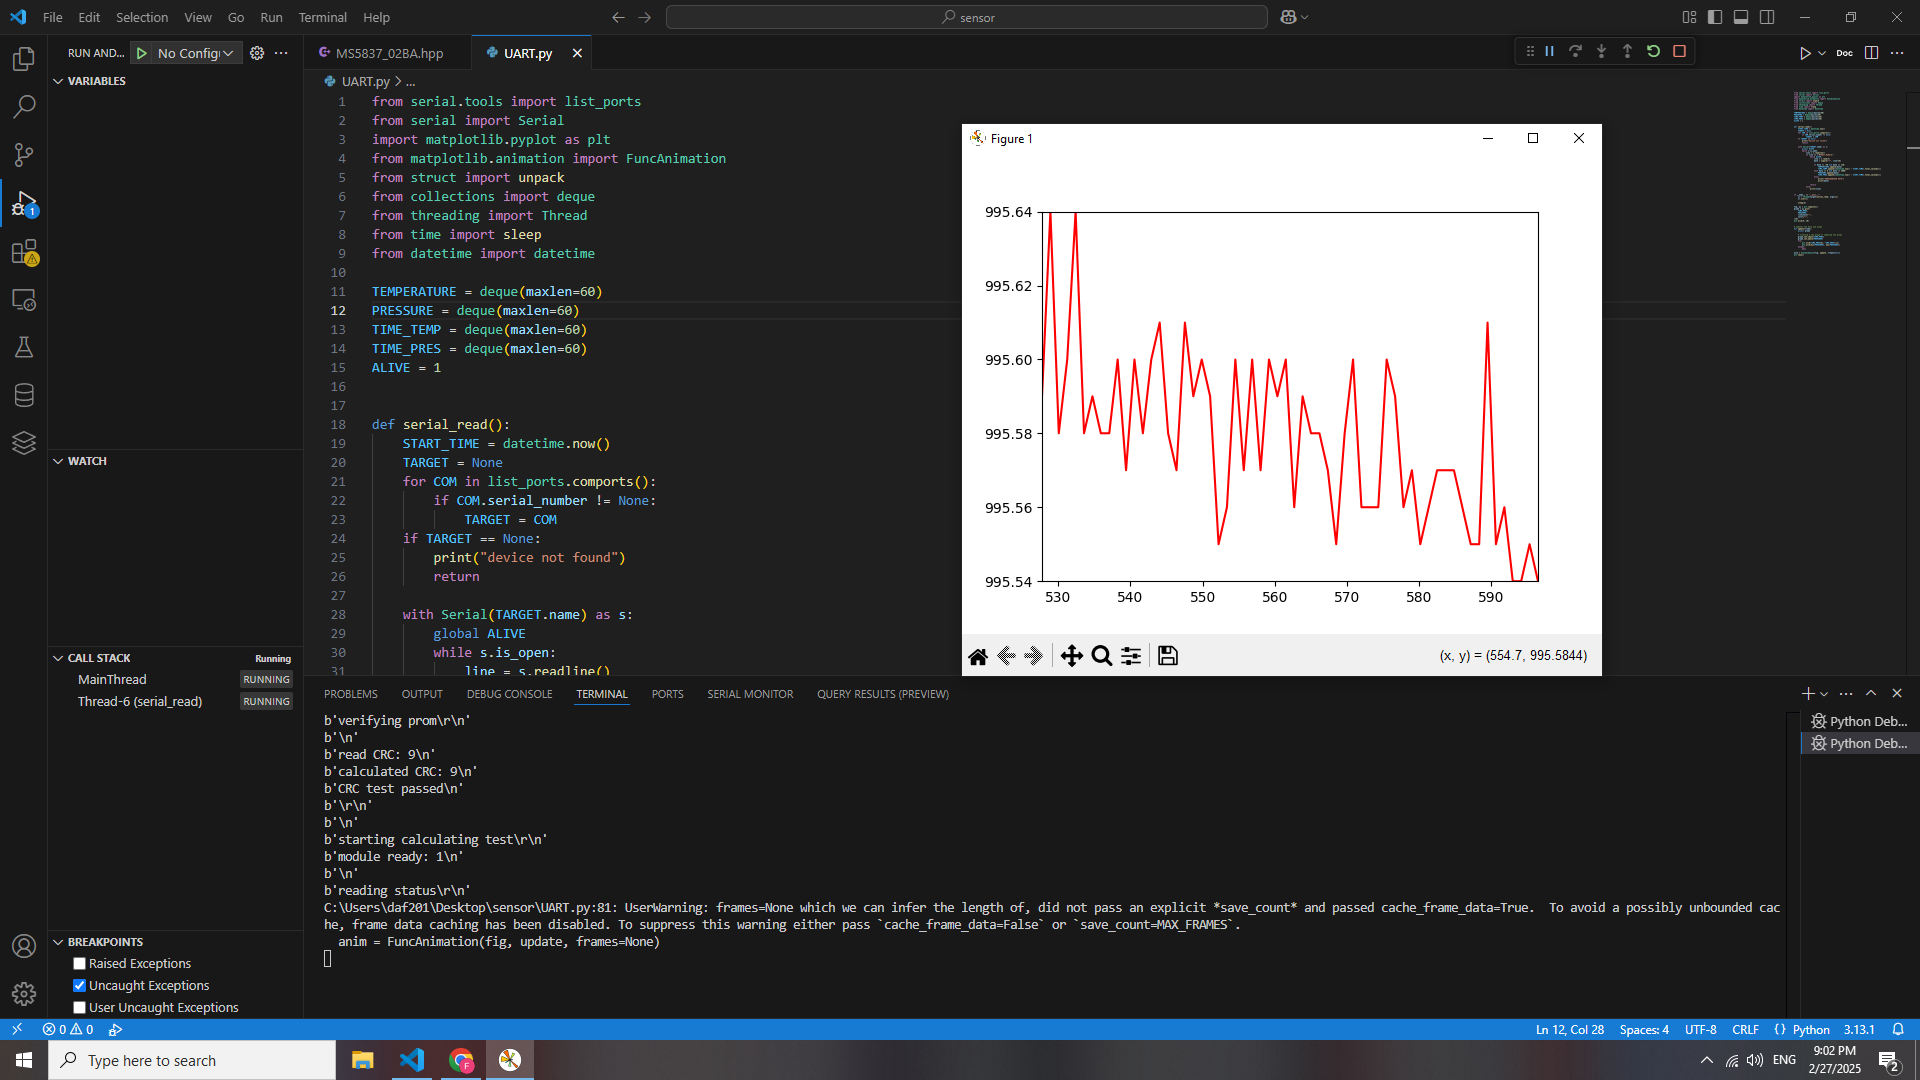 File Edit Selection View Go Run Terminal Help
sensor
RUN AND... No Config
MS5837_02BA.hpp
UART.py
Doc
VARIABLES
UART.py > ...
1 from serial.tools import list_ports
2 from serial import Serial
3 import matplotlib.pyplot as plt
4 from matplotlib.animation import FuncAnimation
5 from struct import unpack
6 from collections import deque
7 from threading import Thread
8 from time import sleep
9 from datetime import datetime
10
11 TEMPERATURE = deque(maxlen=60)
12 PRESSURE = deque(maxlen=60)
13 TIME_TEMP = deque(maxlen=60)
14 TIME_PRES = deque(maxlen=60)
15 ALIVE = 1
16
17
18 def serial_read():
19 START_TIME = datetime.now()
20 TARGET = None
21 for COM in list_ports.comports():
22 if COM.serial_number != None:
23 TARGET = COM
24 if TARGET == None:
25 print("device not found")
26 return
27
28 with Serial(TARGET.name) as s:
29 global ALIVE
30 while s.is_open:
31 line = s.readline()
Figure 1
995.64
995.62
995.60
995.58
995.56
995.54
530 540 550 560 570 580 590
(x, y) = (554.7, 995.5844)
WATCH
CALL STACK Running
MainThread RUNNING
Thread-6 (serial_read) RUNNING
BREAKPOINTS
Raised Exceptions
Uncaught Exceptions
User Uncaught Exceptions
1
PROBLEMS OUTPUT DEBUG CONSOLE TERMINAL PORTS SERIAL MONITOR QUERY RESULTS (PREVIEW)
b'verifying prom\r\n'
b'\n'
b'read CRC: 9\n'
b'calculated CRC: 9\n'
b'CRC test passed\n'
b'\r\n'
b'\n'
b'starting calculating test\r\n'
b'module ready: 1\n'
b'\n'
b'reading status\r\n'
C:\Users\daf201\Desktop\sensor\UART.py:81: UserWarning: frames=None which we can infer the length of, did not pass an explicit *save_count* and passed cache_frame_data=True.  To avoid a possibly unbounded cac
he, frame data caching has been disabled. To suppress this warning either pass `cache_frame_data=False` or `save_count=MAX_FRAMES`.
anim = FuncAnimation(fig, update, frames=None)
Python Deb...
Python Deb...
0 0
Ln 12, Col 28 Spaces: 4 UTF-8 CRLF {} Python 3.13.1
Type here to search
F
ENG
9:02 PM
2/27/2025
2